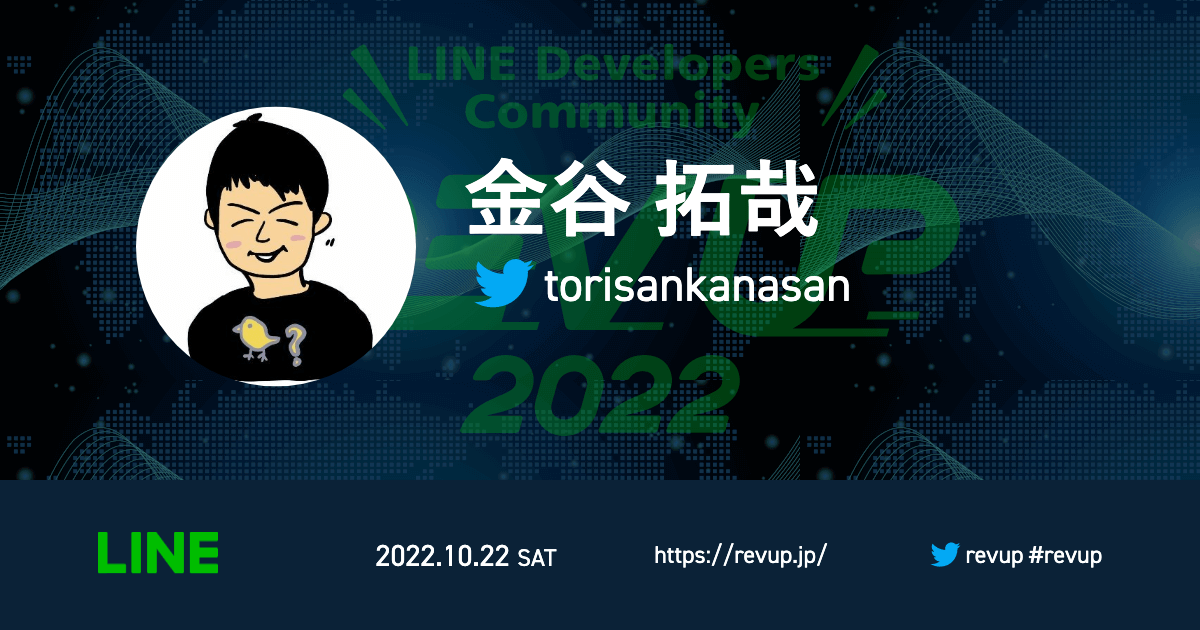 LINE Developers
Community
REVUP
2022
金谷 拓哉
torisankanasan
?
LINE
2022.10.22 SAT
https://revup.jp/
revup #revup